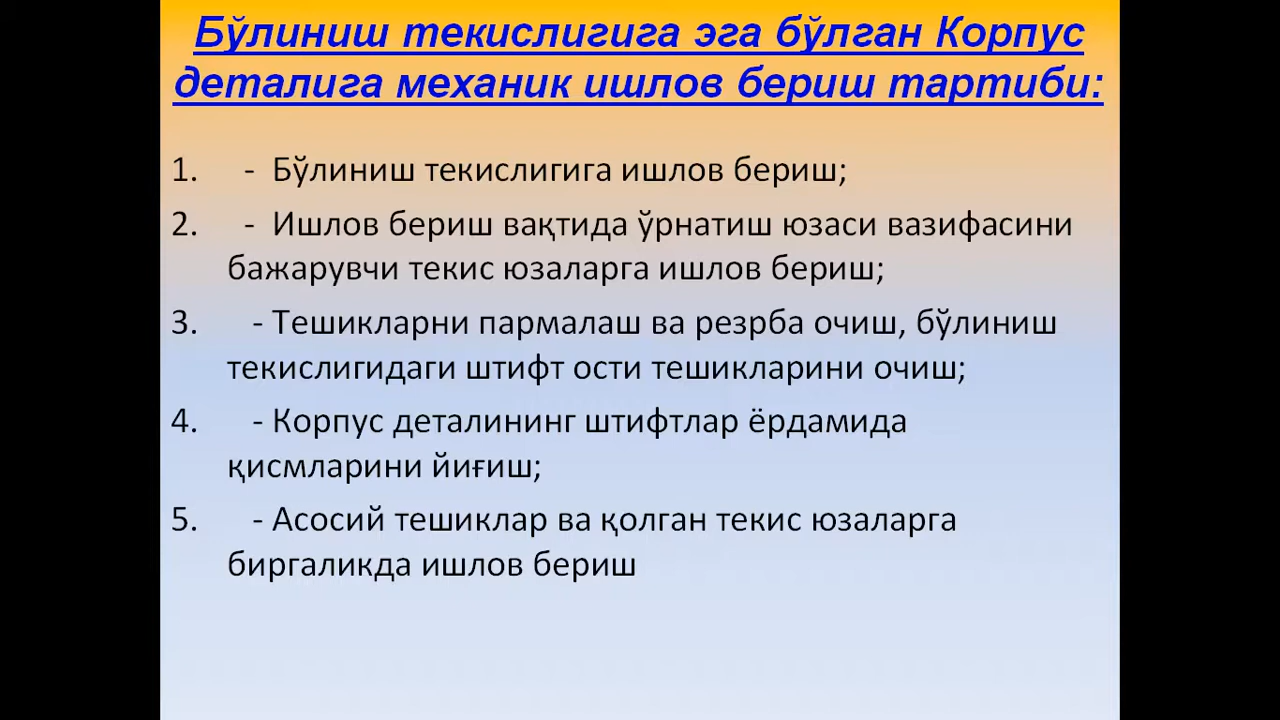 Бўлиниш текислигига эга бўлган Корпус
деталига механик ишлов бериш тартиби:
1. - Бўлиниш текислигига ишлов бериш;
2. - Ишлов бериш вақтида ўрнатиш юзаси вазифасини
бажарувчи текис юзаларга ишлов бериш;
3. - Тешикларни пармалаш ва резрба очиш, бўлиниш
текислигидаги штифт ости тешикларини очиш;
4. - Корпус деталининг штифтлар ёрдамида
қисмларини йиғиш;
5. - Асосий тешиклар ва қолган текис юзаларга
биргаликда ишлов бериш